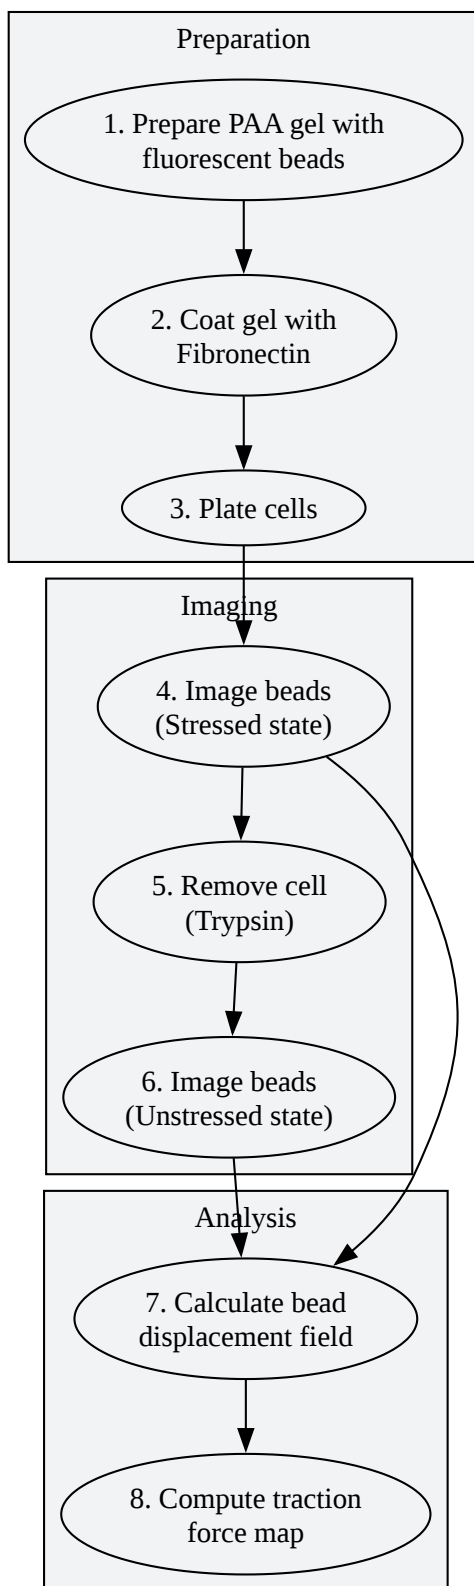 Preparation
1. Prepare PAA gel with
fluorescent beads
2. Coat gel with
Fibronectin
3. Plate cells
Imaging
4. Image beads
(Stressed state)
5. Remove cell
(Trypsin)
6. Image beads
(Unstressed state)
Analysis
7. Calculate bead
displacement field
8. Compute traction
force map